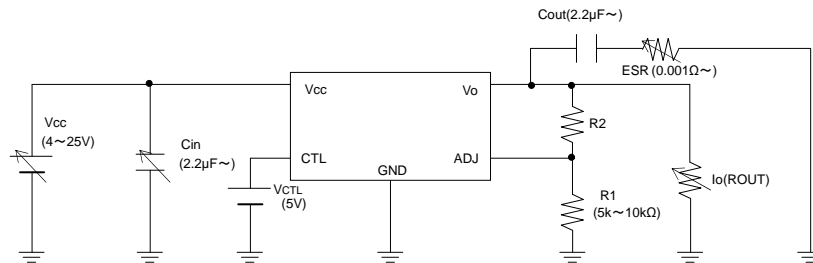 Cout(2.2μF～)
ESR (0.001Ω～)
Vcc
Vo
Vcc
(4～25V)
Cin
(2.2μF～)
R2
CTL
ADJ
GND
VCTL
(5V)
R1
(5k～10kΩ)
Io(ROUT)